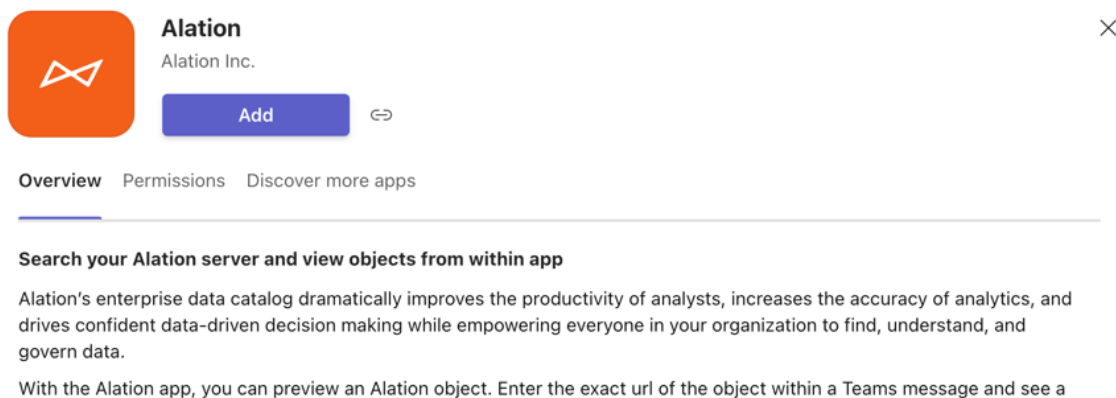 Alation
Alation Inc.
Add
Overview Permissions Discover more apps
Search your Alation server and view objects from within app
Alation's enterprise data catalog dramatically improves the productivity of analysts, increases the accuracy of analytics, and
drives confident data-driven decision making while empowering everyone in your organization to find, understand, and
govern data.
With the Alation app, you can preview an Alation object. Enter the exact url of the object within a Teams message and see a